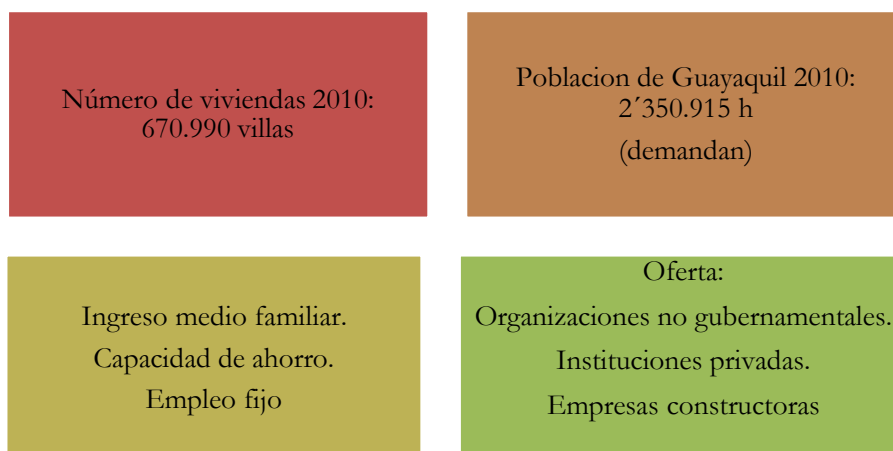 Número de viviendas 2010:
670.990 villas
Poblacion de Guayaquil 2010:
2´350.915 h
(demandan)
Ingreso medio familiar.
Capacidad de ahorro.
Empleo fijo
Oferta:
Organizaciones no gubernamentales.
Instituciones privadas.
Empresas constructoras